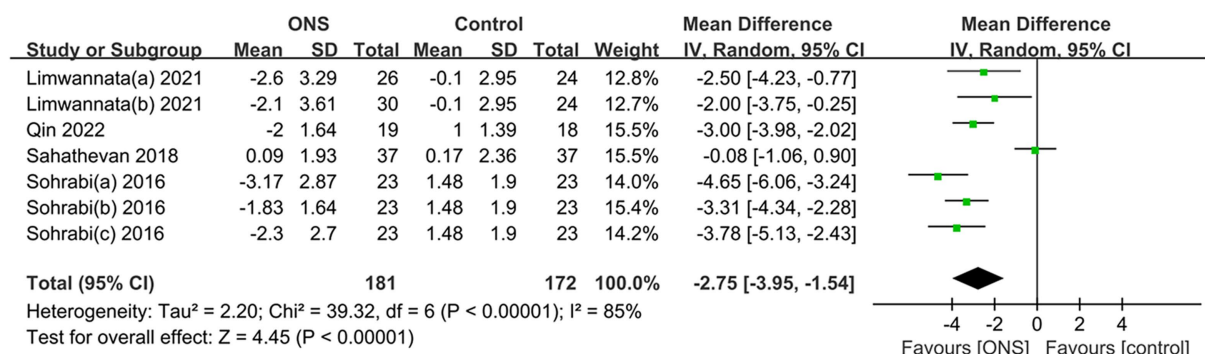 ONS Control Mean Difference Mean Difference
Study or Subgroup Mean SD Total Mean SD Total Weight IV, Random, 95% CI IV, Random, 95% CI
Limwannata(a) 2021 -2.6 3.29 26 -0.1 2.95 24 12.8% -2.50 [-4.23, -0.77]
Limwannata(b) 2021 -2.1 3.61 30 -0.1 2.95 24 12.7% -2.00 [-3.75, -0.25]
Qin 2022 -2 1.64 19 1 1.39 18 15.5% -3.00 [-3.98, -2.02]
Sahathevan 2018 0.09 1.93 37 0.17 2.36 37 15.5% -0.08 [-1.06, 0.90]
Sohrabi(a) 2016 -3.17 2.87 23 1.48 1.9 23 14.0% -4.65 [-6.06, -3.24]
Sohrabi(b) 2016 -1.83 1.64 23 1.48 1.9 23 15.4% -3.31 [-4.34, -2.28]
Sohrabi(c) 2016 -2.3 2.7 23 1.48 1.9 23 14.2% -3.78 [-5.13, -2.43]
Total (95% CI) 181 172 100.0% -2.75 [-3.95, -1.54]
Heterogeneity: Tau² = 2.20; Chi² = 39.32, df = 6 (P < 0.00001); I² = 85%
Test for overall effect: Z = 4.45 (P < 0.00001)
-4 -2 0 2 4
Favours [ONS] Favours [control]